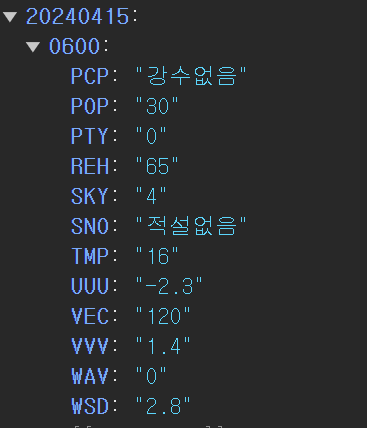 ▼ 20240415:
▼ 0600:
PCP: "강수없음"
POP: "30"
PTY: "0"
REH: "65"
SKY: "4"
SNO: "적설없음"
TMP: "16"
UUU: "-2.3"
VEC: "120"
VVV: "1.4"
WAV: "0"
WSD: "2.8"